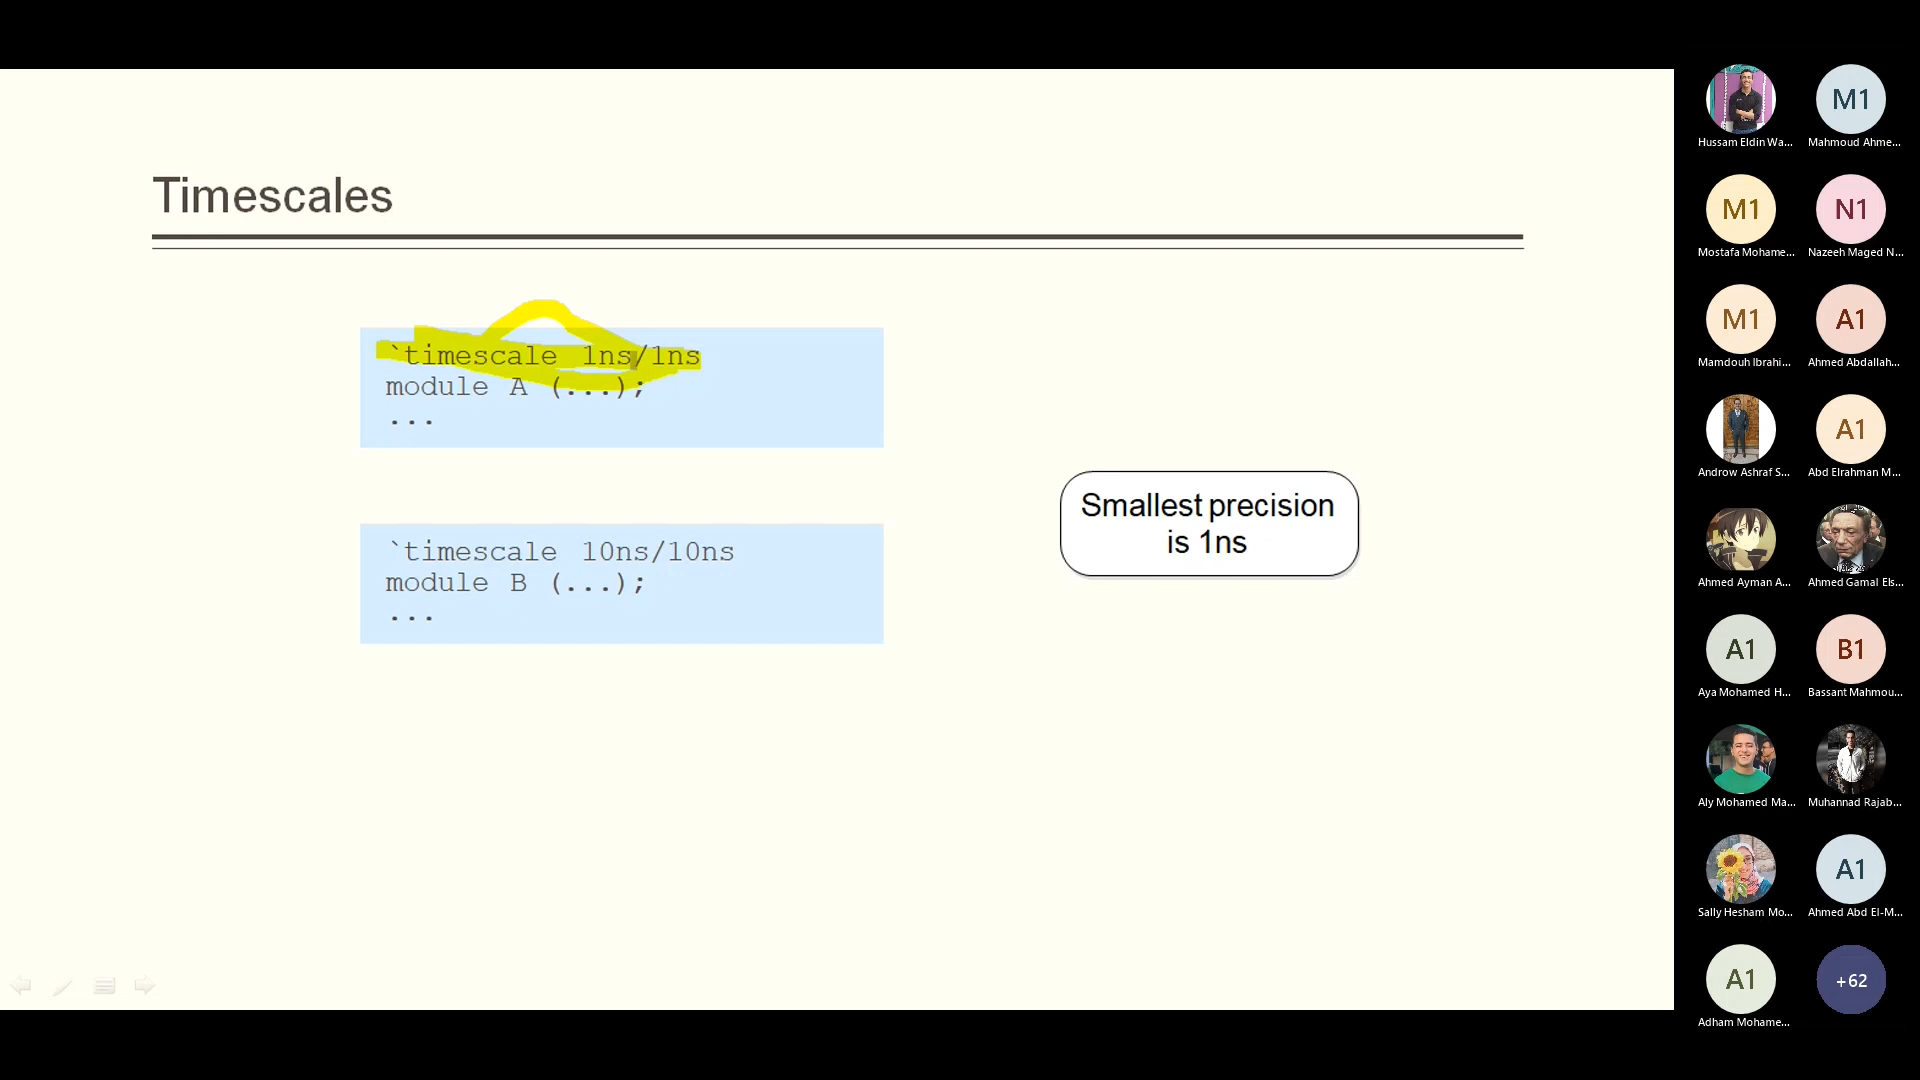 Timescales
`timescale 1ns/1ns
module A (...);
...
Smallest precision
is 1ns
`timescale 10ns/10ns
module B (...);
...
Hussam Eldin Wa...
M1
Mahmoud Ahme...
M1
Mostafa Mohame...
N1
Nazeeh Maged N...
M1
Mamdouh Ibrahi...
A1
Ahmed Abdallah...
Androw Ashraf S...
A1
Abd Elrahman M...
Ahmed Ayman A...
Ahmed Gamal Els...
A1
Aya Mohamed H...
B1
Bassant Mahmou...
Aly Mohamed Ma...
Muhannad Rajab...
Sally Hesham Mo...
A1
Ahmed Abd El-M...
A1
Adham Mohame...
+62